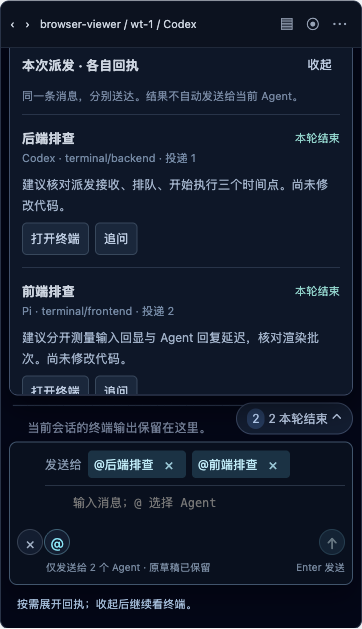 ‹ › browser-viewer / wt-1 / Codex
本次派发 · 各自回执 收起
同一条消息，分别送达。结果不自动发送给当前 Agent。
后端排查 本轮结束
Codex · terminal/backend · 投递 1
建议核对派发接收、排队、开始执行三个时间点。尚未修
改代码。
打开终端 追问
前端排查 本轮结束
Pi · terminal/frontend · 投递 2
建议分开测量输入回显与 Agent 回复延迟，核对渲染批
次。尚未修改代码。
打开终端 追问
当前会话的终端输出保留在这里。
2 2 本轮结束
发送给 @后端排查 × @前端排查 ×
输入消息；@ 选择 Agent
× @ ↑
仅发送给 2 个 Agent · 原草稿已保留 Enter 发送
按需展开回执；收起后继续看终端。